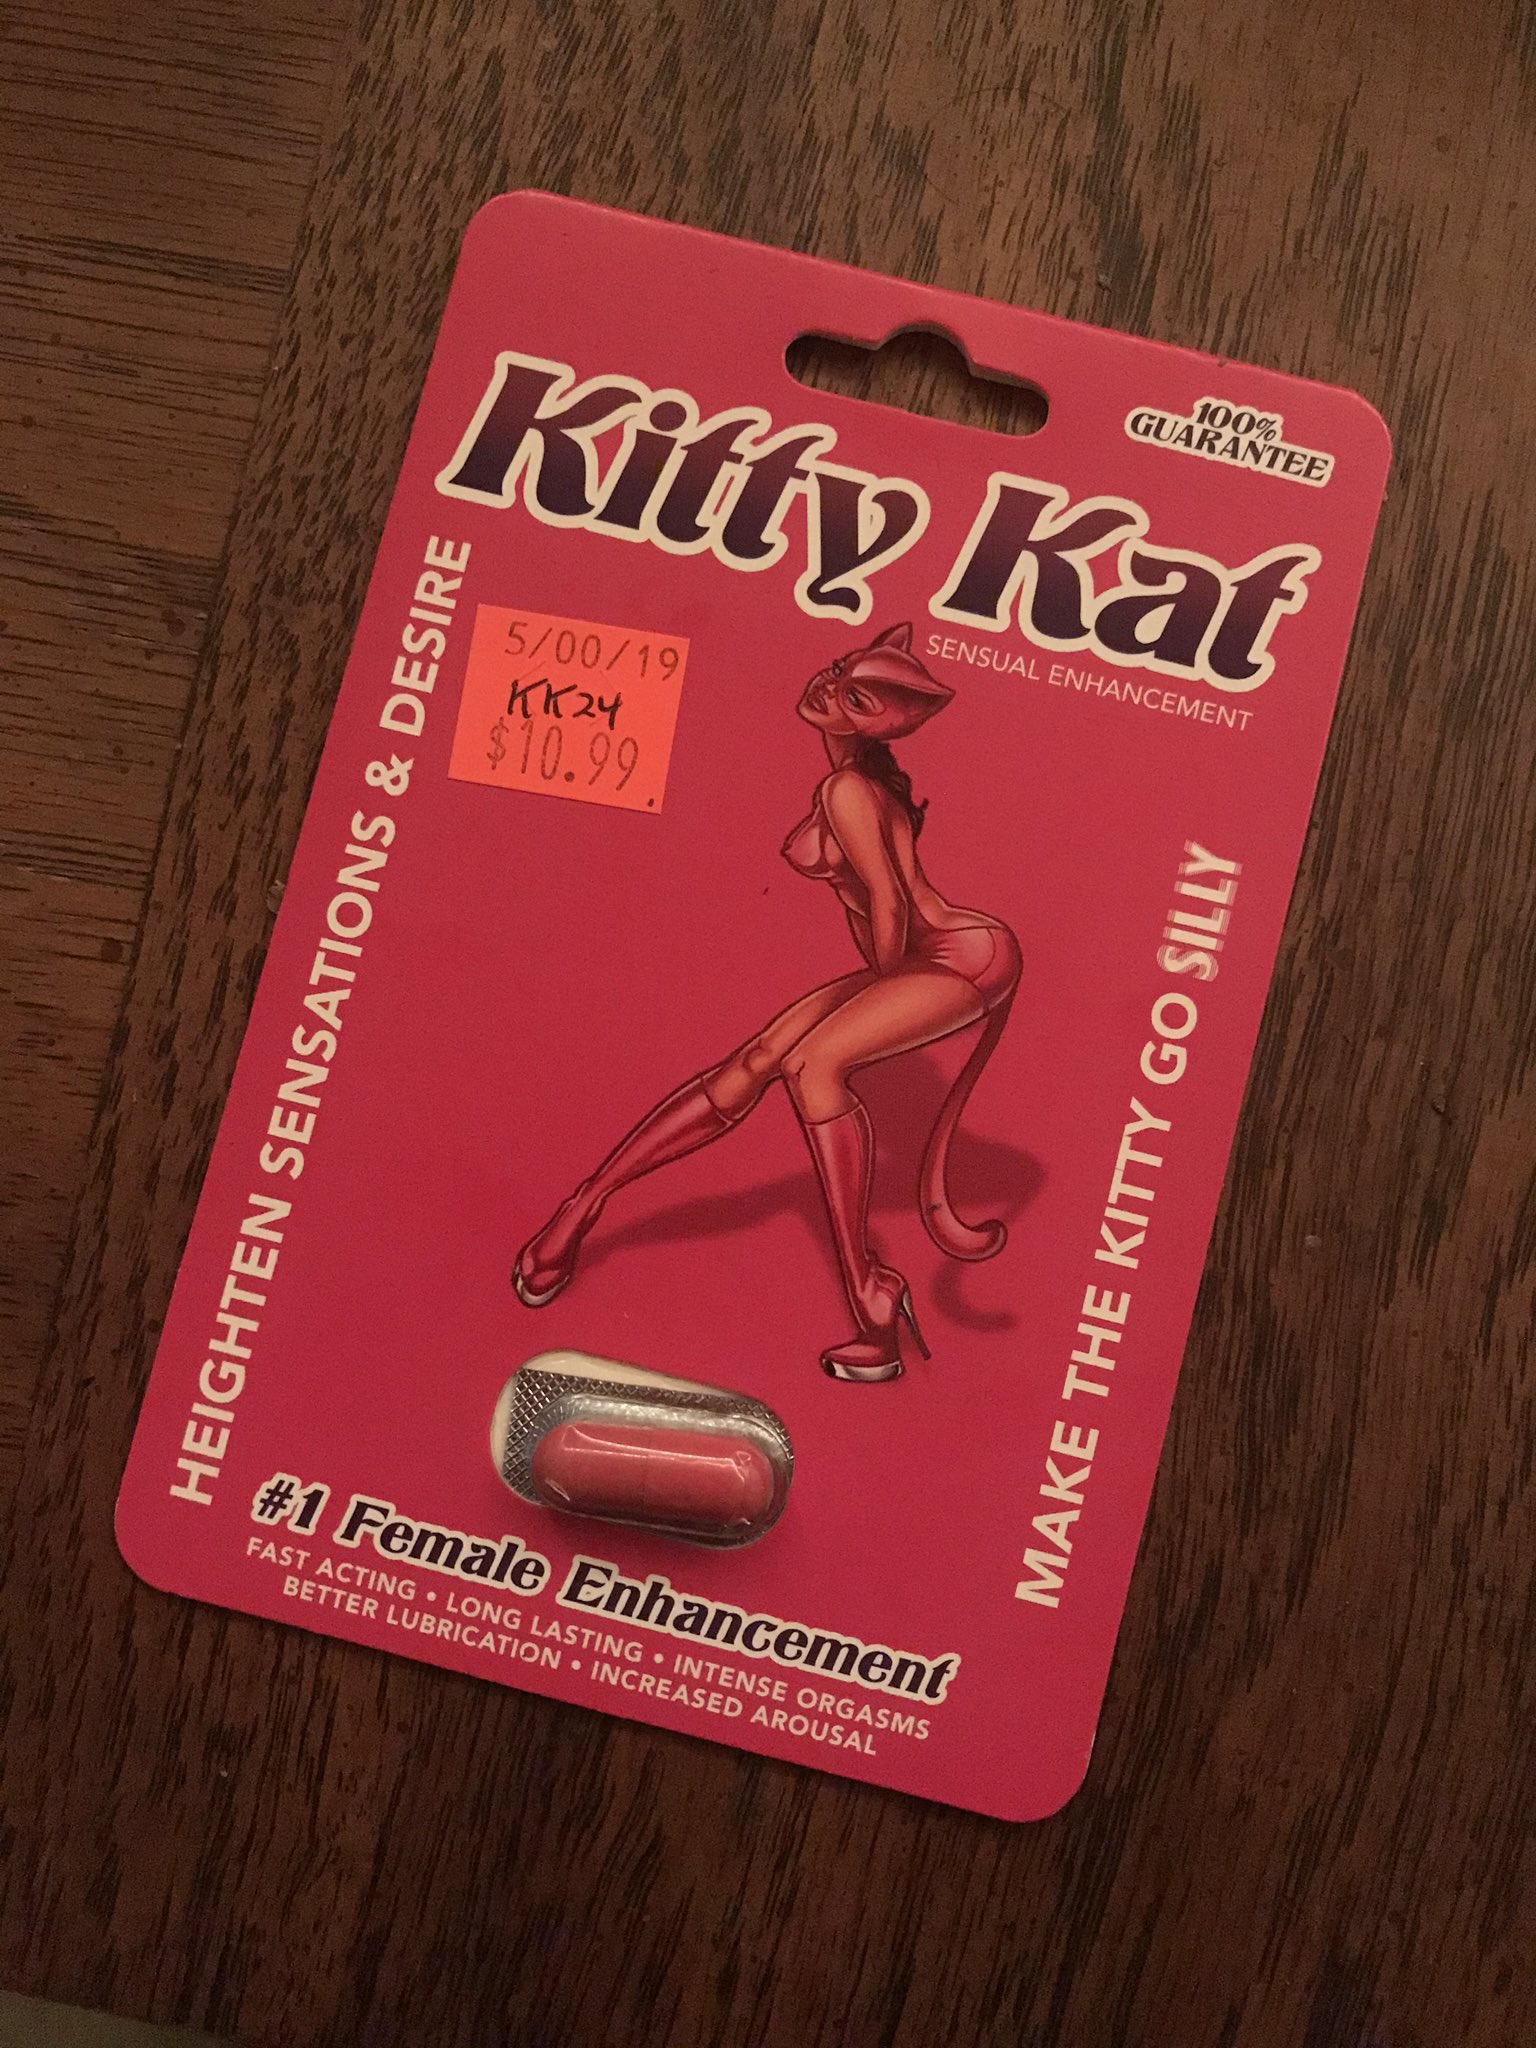 100%
GUARANTEE
Kitty Kat
SENSUAL ENHANCEMENT
5/00/19
KK24
$10.99
HEIGHTEN SENSATIONS & DESIRE
MAKE THE KITTY GO SILLY
#1 Female Enhancement
FAST ACTING • LONG LASTING • INTENSE ORGASMS
BETTER LUBRICATION • INCREASED AROUSAL